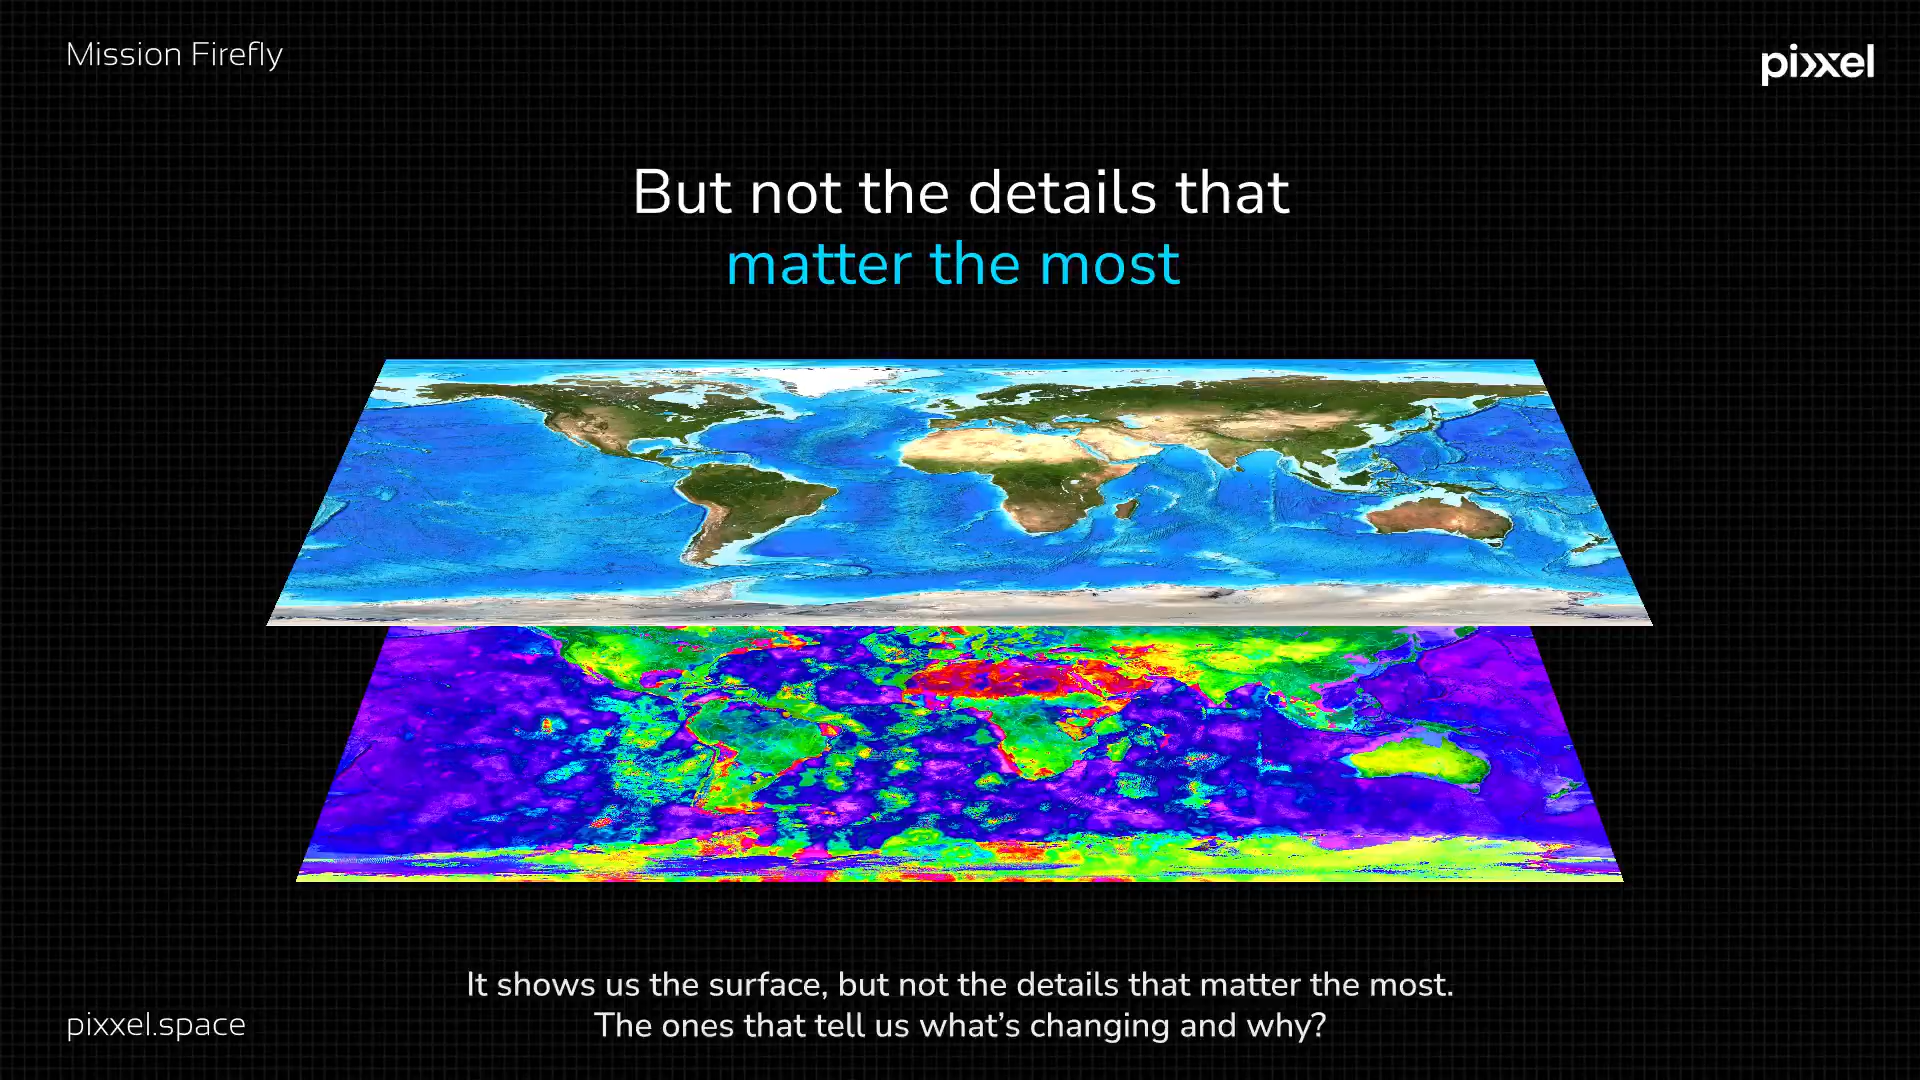 Mission Firefly
pixxel
But not the details that
matter the most
It shows us the surface, but not the details that matter the most.
The ones that tell us what’s changing and why?
pixxel.space